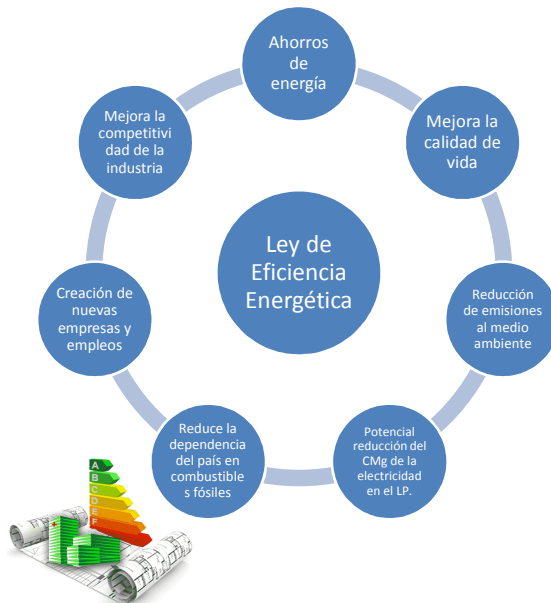 Ahorros
de
energía
Mejora la
calidad de
vida
Reducción
de emisiones
al medio
ambiente
Potencial
reducción del
CMg de la
electricidad
en el LP.
Reduce la
dependencia
del país en
combustible
s fósiles
Creación de
nuevas
empresas y
empleos
Mejora la
competitivi
dad de la
industria
Ley de
Eficiencia
Energética
A
B
C
D
E
F